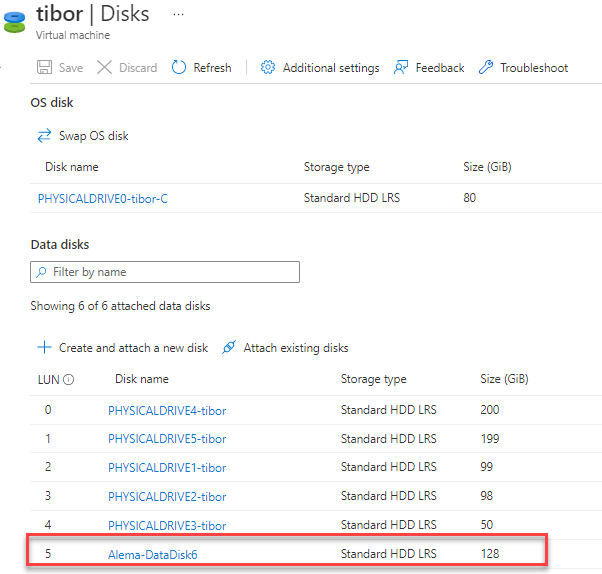 tibor | Disks ...
Virtual machine
Save Discard Refresh Additional settings Feedback Troubleshoot
OS disk
Swap OS disk
Disk name Storage type Size (GiB)
PHYSICALDRIVE0-tibor-C Standard HDD LRS 80
Data disks
Filter by name
Showing 6 of 6 attached data disks
Create and attach a new disk Attach existing disks
LUN Disk name Storage type Size (GiB)
0 PHYSICALDRIVE4-tibor Standard HDD LRS 200
1 PHYSICALDRIVE5-tibor Standard HDD LRS 199
2 PHYSICALDRIVE1-tibor Standard HDD LRS 99
3 PHYSICALDRIVE2-tibor Standard HDD LRS 98
4 PHYSICALDRIVE3-tibor Standard HDD LRS 50
5 Alema-DataDisk6 Standard HDD LRS 128